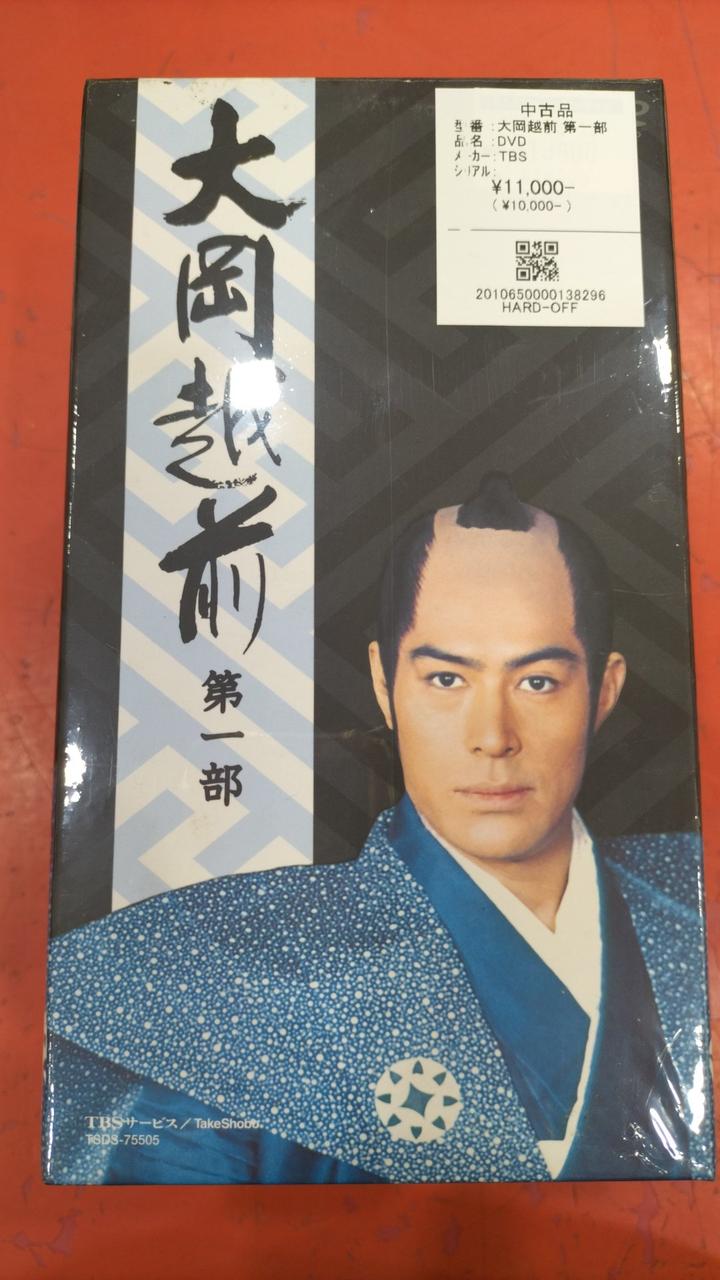 大岡越前
第一部
中古品
型番:大岡越前 第一部
品名:DVD
メーカー:TBS
シリアル:
¥11,000-
(¥10,000-)
2010650000138296
HARD-OFF
TBSサービス/TakeShobo
TSDS-75505